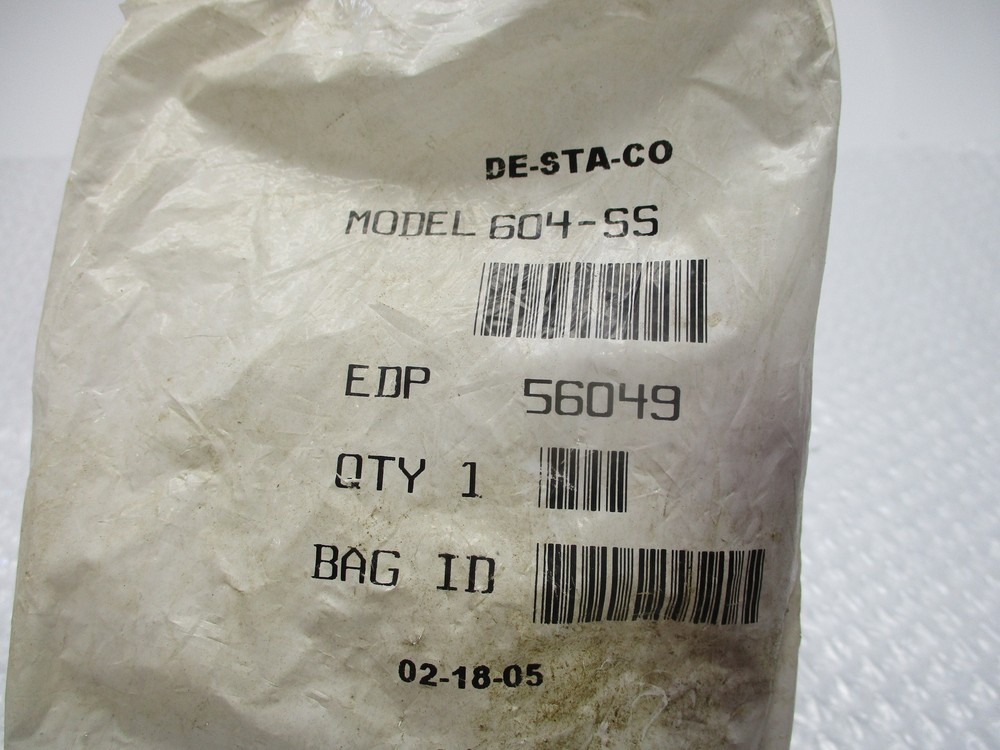 DE-STA-CO
MODEL 604-SS
EDP 56049
QTY 1
BAG ID
02-18-05